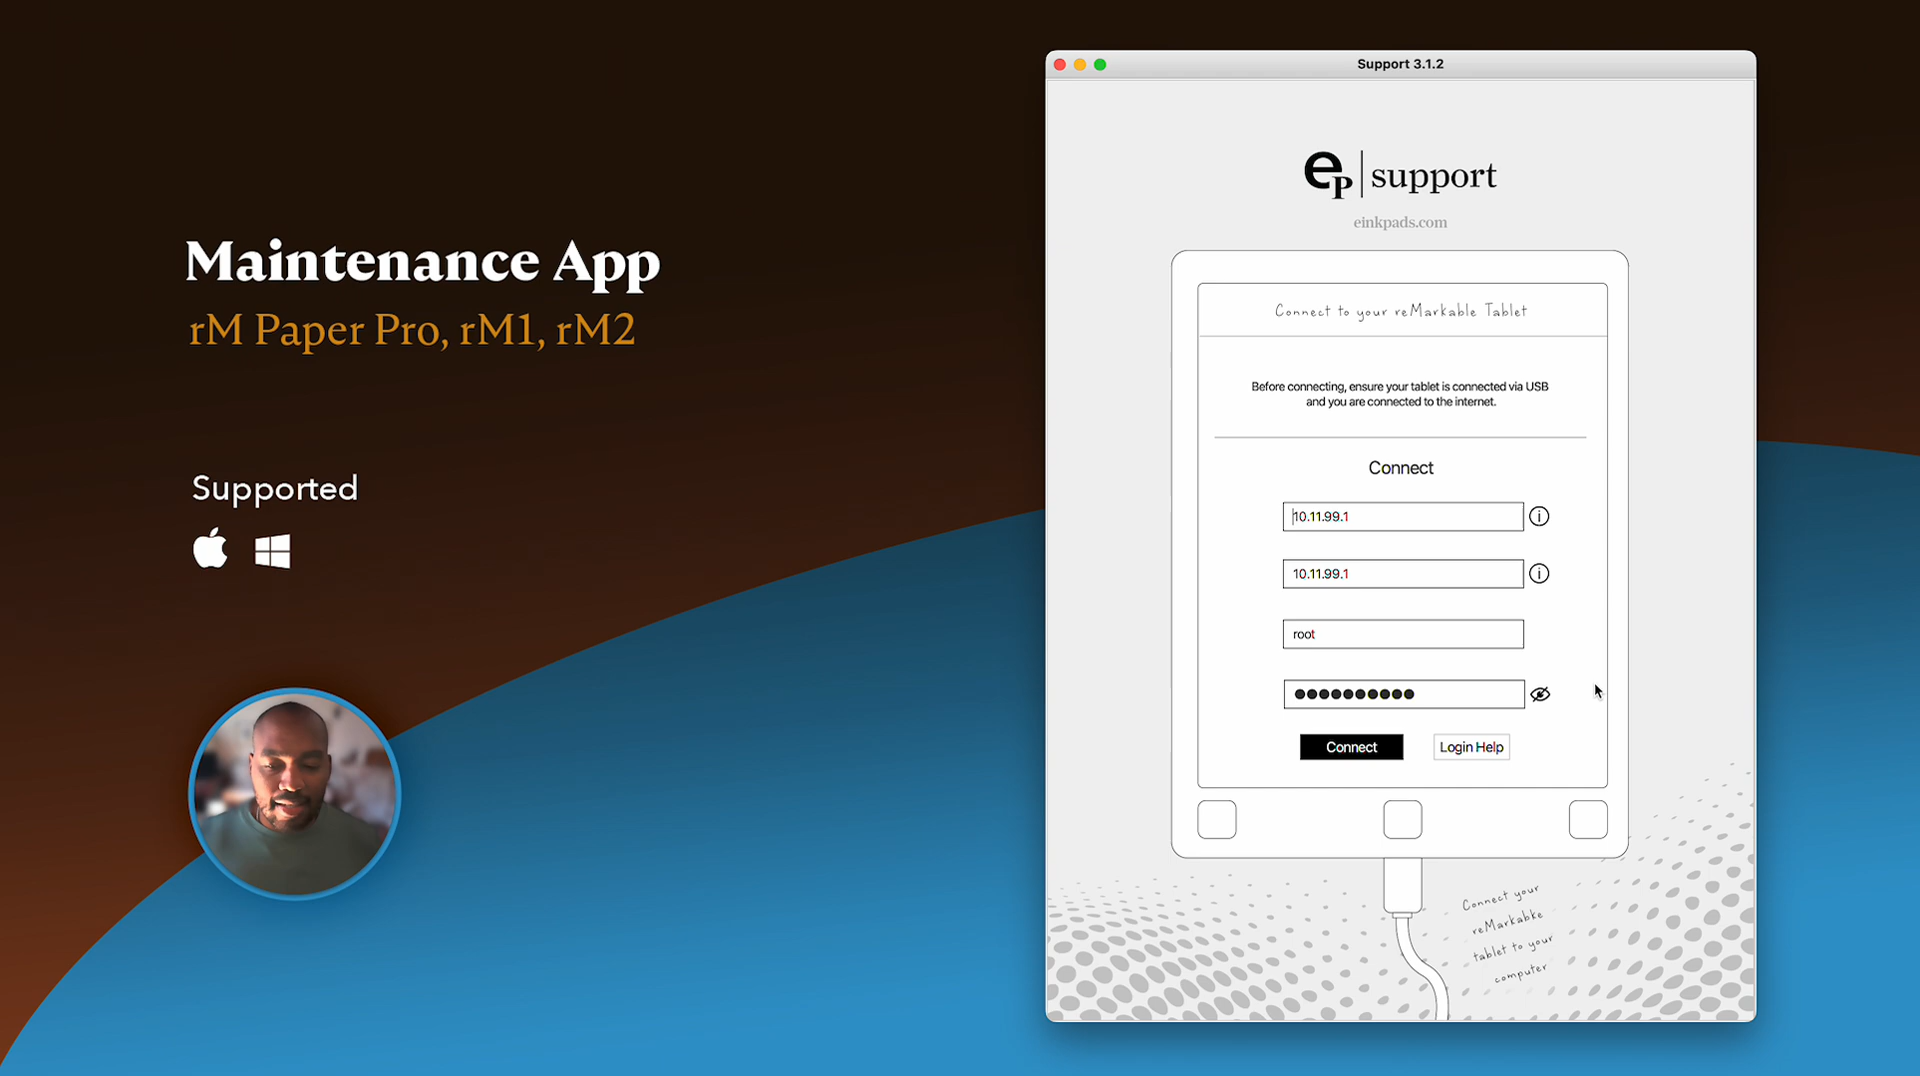 Maintenance App
rM Paper Pro, rM1, rM2
Supported
Support 3.1.2
eP | support
einkpads.com
Connect to your reMarkable Tablet
Before connecting, ensure your tablet is connected via USB
and you are connected to the internet.
Connect
10.11.99.1
10.11.99.1
root
Connect
Login Help
Connect your
reMarkabke
tablet to your
computer